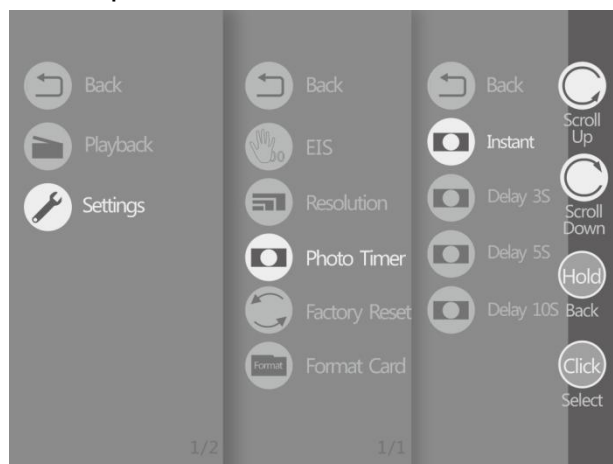 Back
Playback
Settings
1/2
Back
EIS
Resolution
Photo Timer
Factory Reset
Format
Format Card
1/1
Back
Instant
Delay 3S
Delay 5S
Delay 10S
Scroll
Up
Scroll
Down
Hold
Back
Click
Select